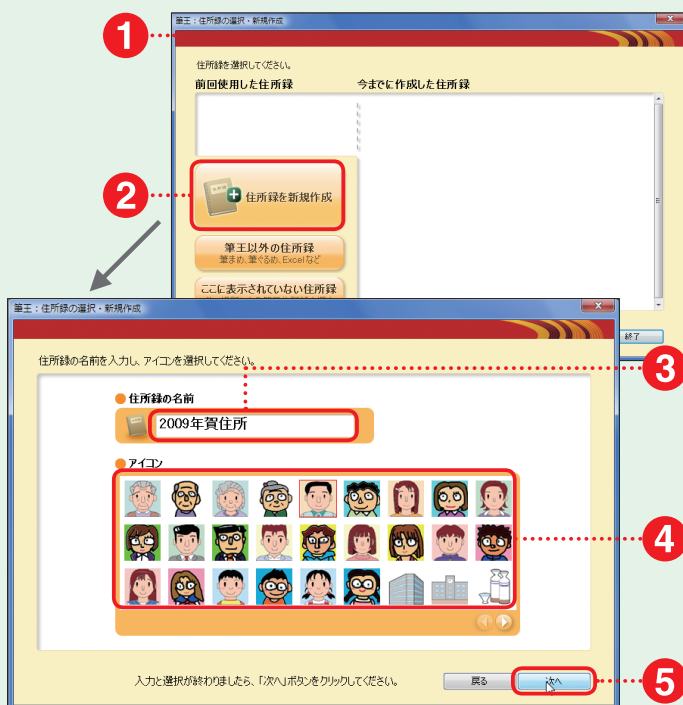 筆王：住所録の選択・新規作成
1
住所録を選択してください。
前回使用した住所録
今までに作成した住所録
2
住所録を新規作成
筆王以外の住所録
筆まめ、筆ぐるめ、Excelなど
ここに表示されていない住所録
終了
筆王：住所録の選択・新規作成
住所録の名前を入力し、アイコンを選択してください。
3
住所録の名前
2009年賀住所
アイコン
4
入力と選択が終わりましたら、「次へ」ボタンをクリックしてください。
戻る
次へ
5